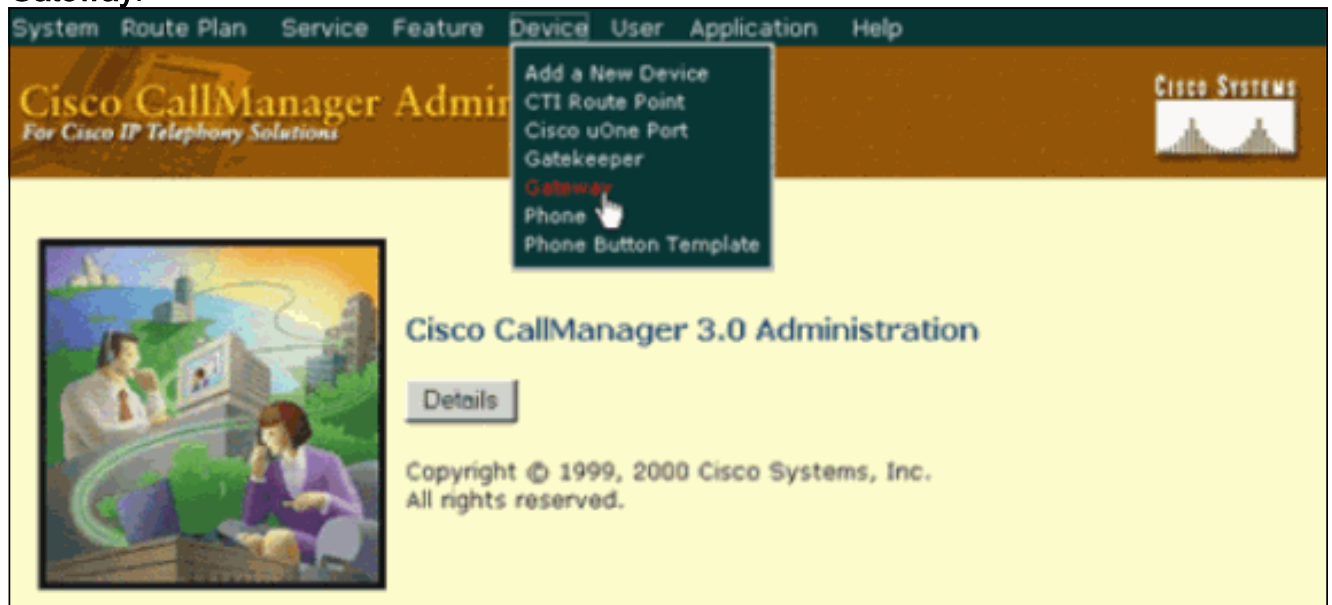 Gateway.
System Route Plan Service Feature Device User Application Help
Cisco CallManager Admin
For Cisco IP Telephony Solutions
Add a New Device
CTI Route Point
Cisco uOne Port
Gatekeeper
Gateway
Phone
Phone Button Template
CISCO SYSTEMS
Cisco CallManager 3.0 Administration
Details
Copyright © 1999, 2000 Cisco Systems, Inc.
All rights reserved.